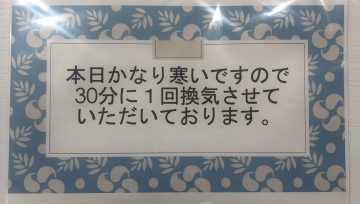 本日かなり寒いですので
30分に１回換気させて
いただいております。